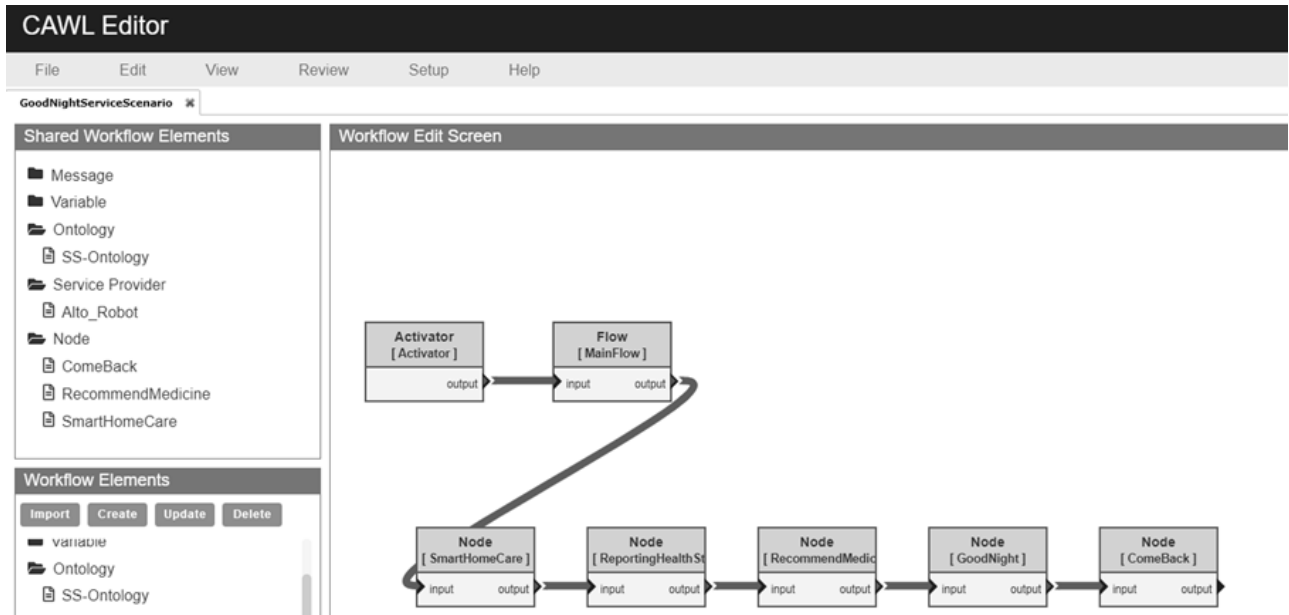 CAWL Editor
File Edit View Review Setup Help
GoodNightServiceScenario ✖
Shared Workflow Elements
Message
Variable
Ontology
SS-Ontology
Service Provider
Alto_Robot
Node
ComeBack
RecommendMedicine
SmartHomeCare
Workflow Elements
Import Create Update Delete
Variable
Ontology
SS-Ontology
Workflow Edit Screen
Activator
[ Activator ]
output
Flow
[ MainFlow ]
input output
Node
[ SmartHomeCare ]
input output
Node
[ ReportingHealthSt
input output
Node
[ RecommendMedic
input output
Node
[ GoodNight ]
input output
Node
[ ComeBack ]
input output